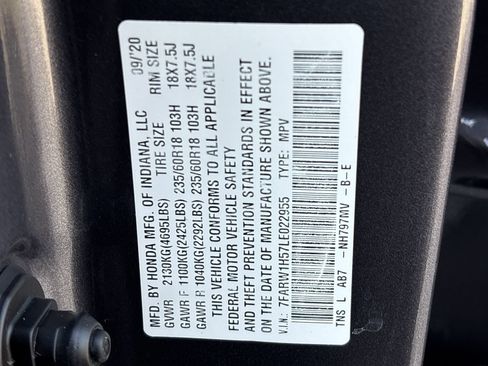 MFD. BY HONDA MFG. OF INDIANA, LLC 09/'20
GVWR 2130KG(4695LBS) TIRE SIZE RIM SIZE
GAWR F 1100KG(2425LBS) 235/60R18 103H 18X7.5J
GAWR R 1040KG(2292LBS) 235/60R18 103H 18X7.5J
THIS VEHICLE CONFORMS TO ALL APPLICABLE
FEDERAL MOTOR VEHICLE SAFETY
AND THEFT PREVENTION STANDARDS IN EFFECT
ON THE DATE OF MANUFACTURE SHOWN ABOVE.
V.I.N.: 7FARW1H57LE022955 TYPE: MPV
TNS L AB7 -NH797MV -B-E